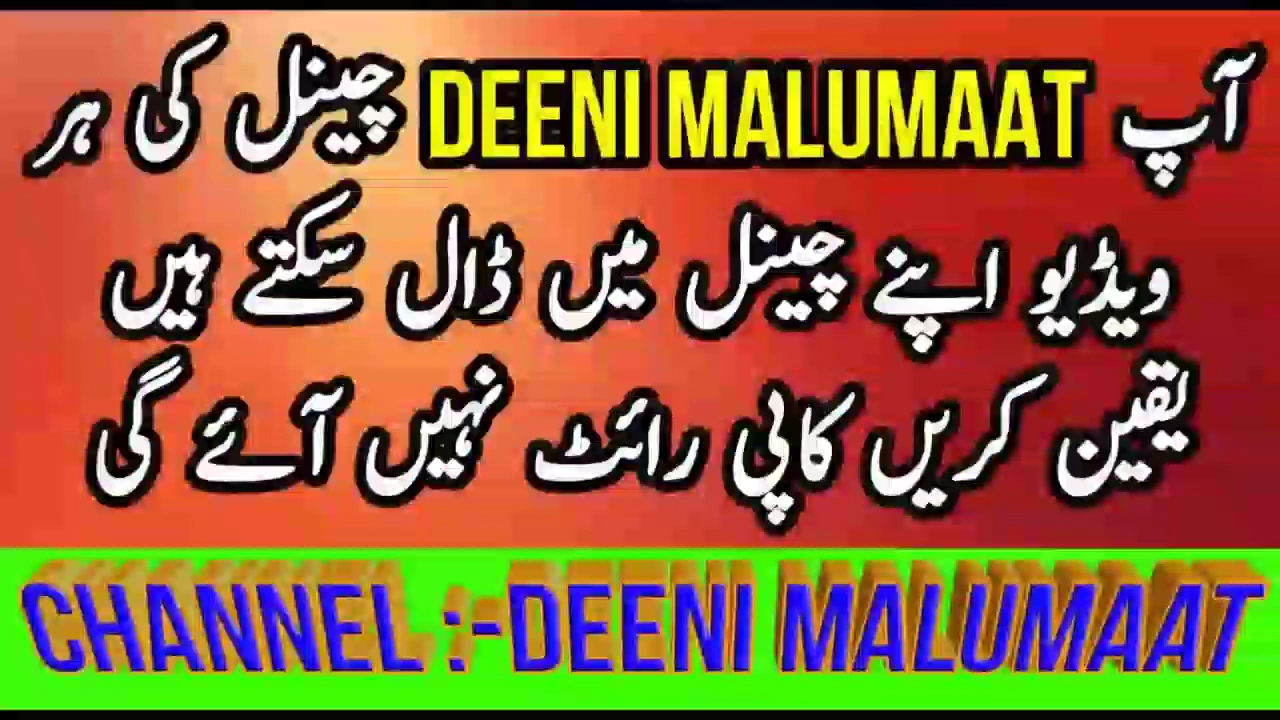 آپ DEENI MALUMAAT چینل کی ہر
ویڈیو اپنے چینل میں ڈال سکتے ہیں
یقین کریں کاپی رائٹ نہیں آئے گی
CHANNEL :-DEENI MALUMAAT